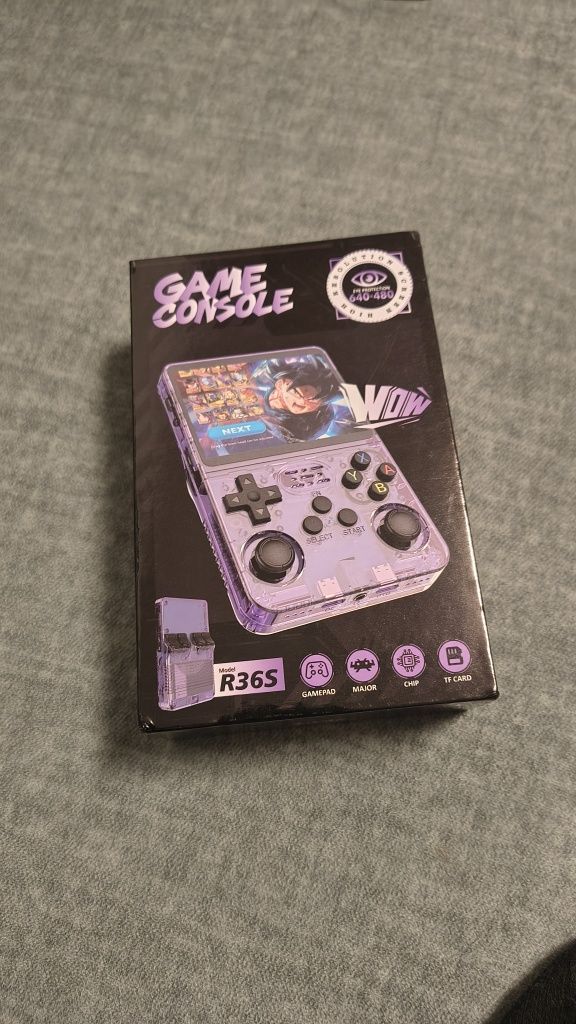 GAME
CONSOLE
HIGH RESOLUTION SCREEN
EYE PROTECTION
640-480
WOW
NEXT
X
Y
A
B
FN
SELECT
START
Model
R36S
GAMEPAD
MAJOR
CHIP
TF CARD